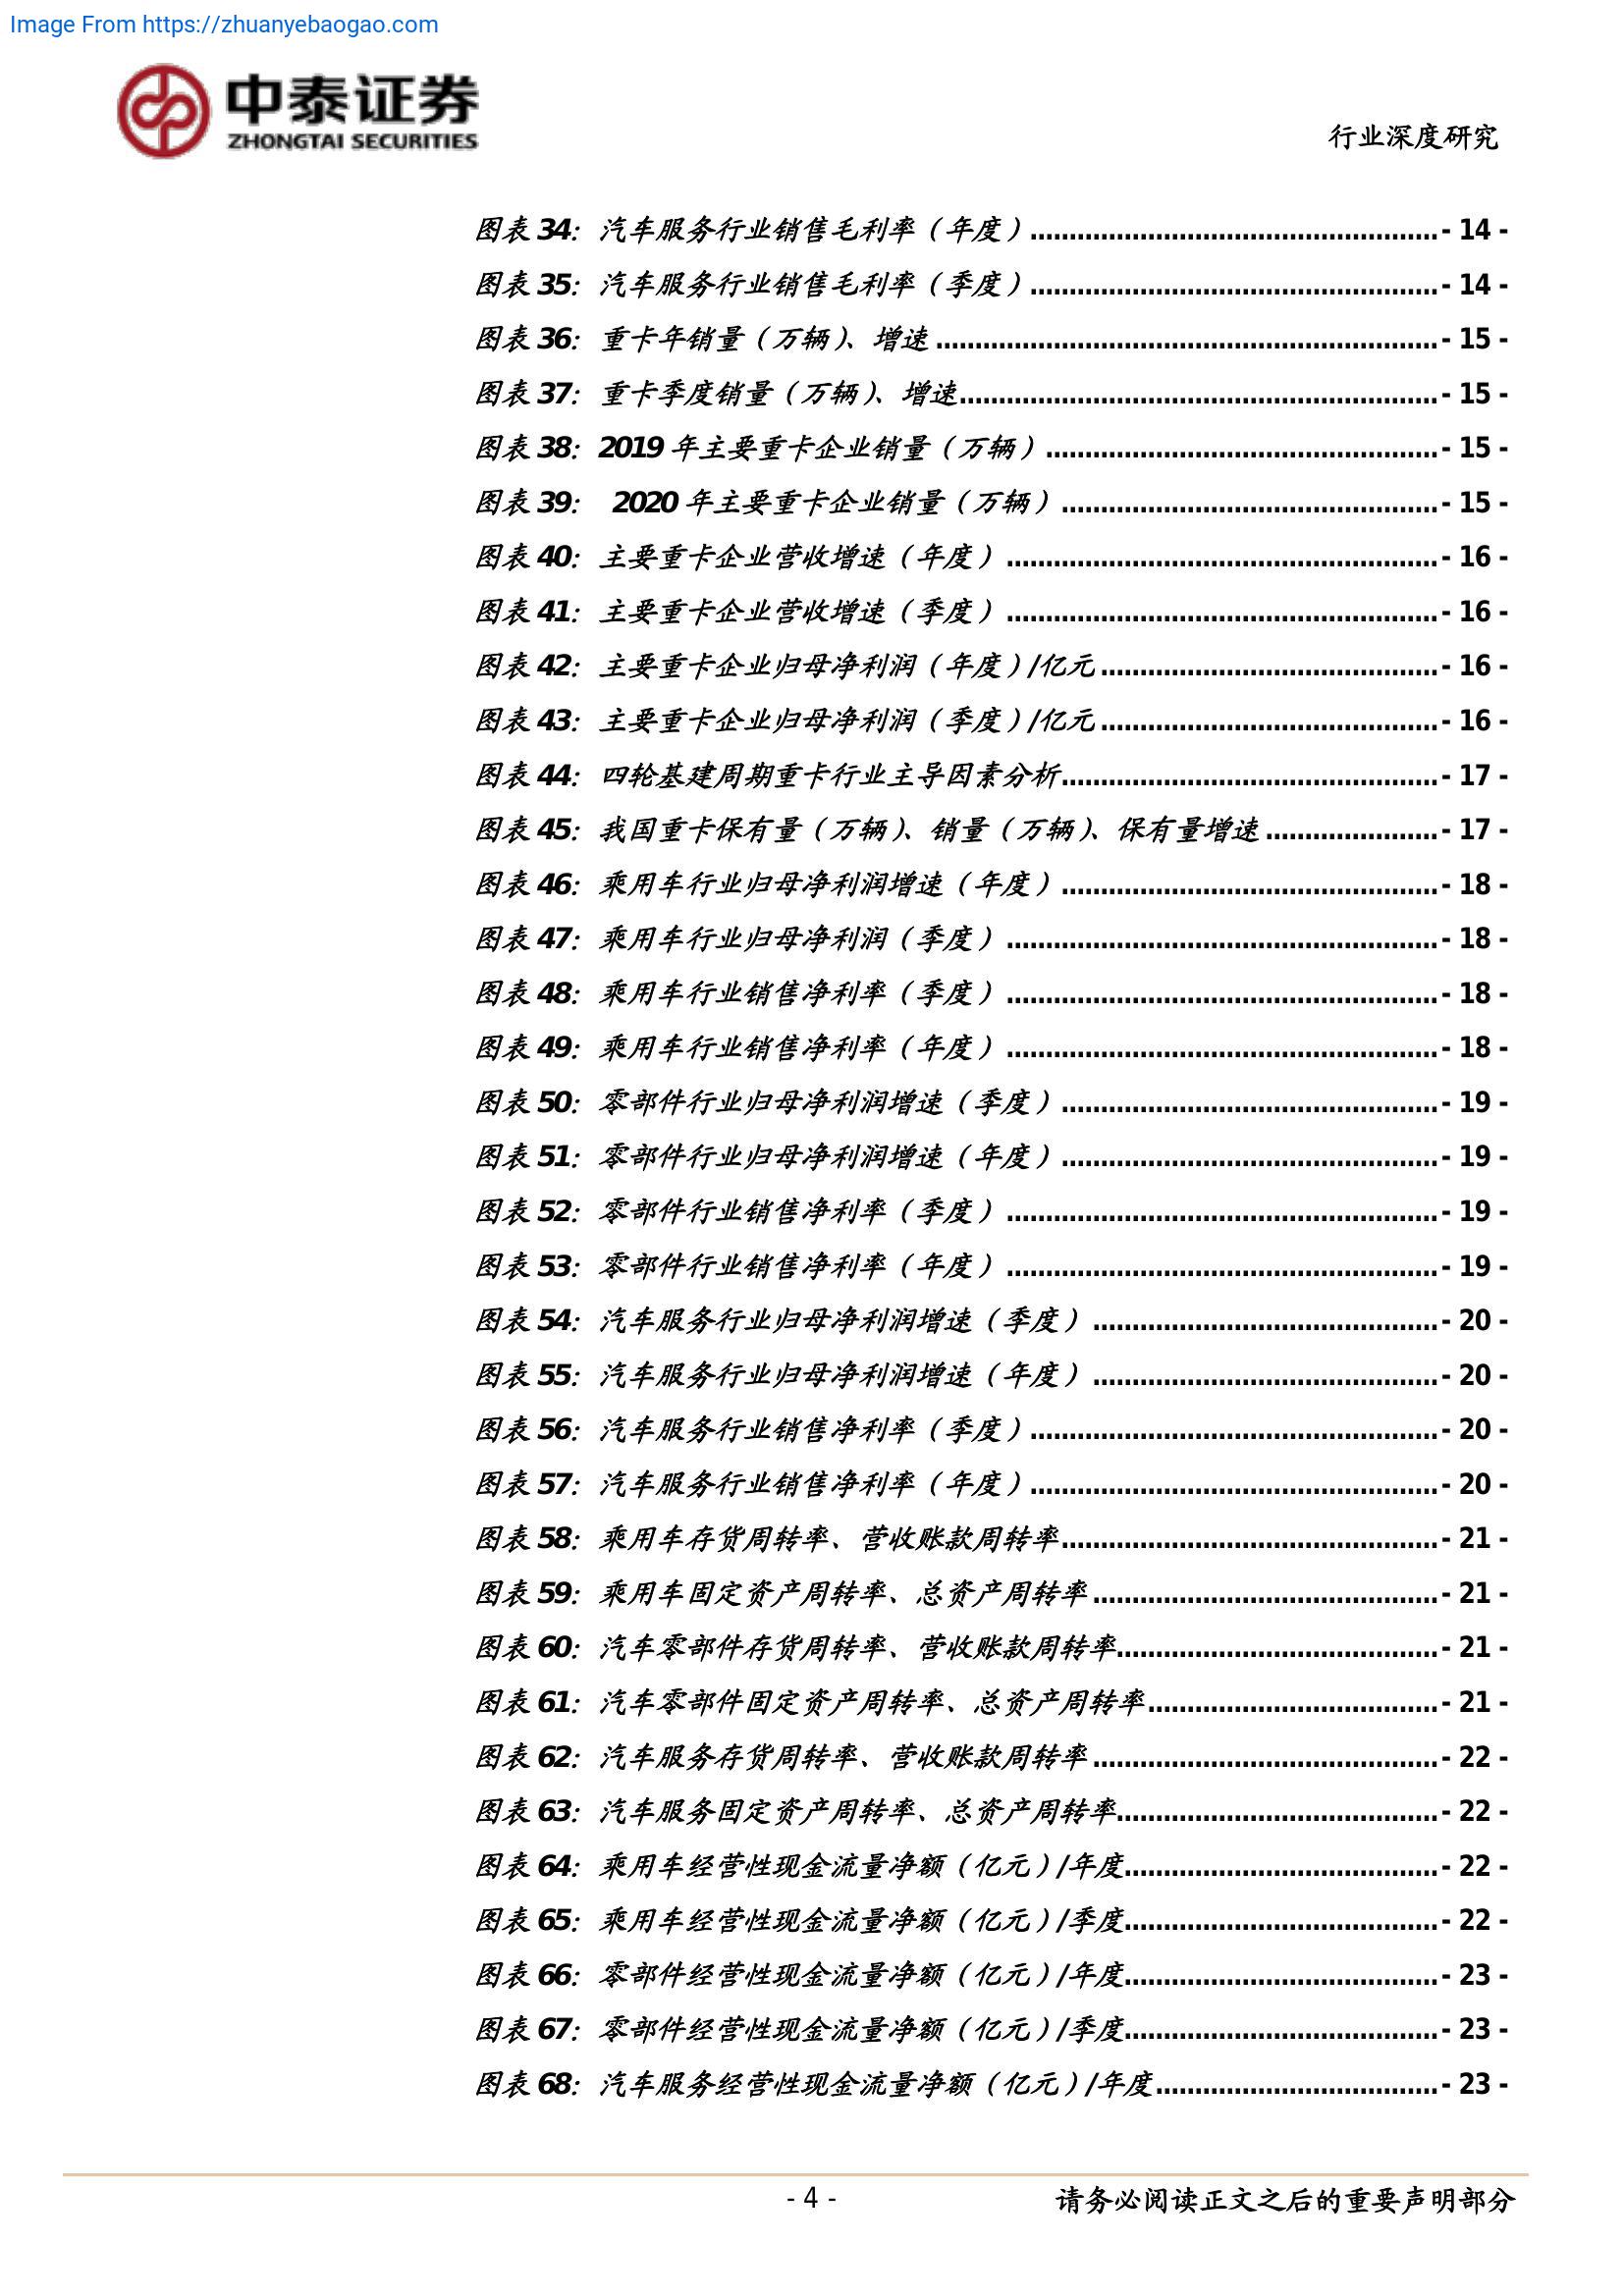 Image From https://zhuanyebaogao.com
中泰证券
ZHONGTAI SECURITIES
行业深度研究
图表 34：汽车服务行业销售毛利率（年度）....................................................- 14 -
图表 35：汽车服务行业销售毛利率（季度）....................................................- 14 -
图表 36：重卡年销量（万辆）、增速 ................................................................- 15 -
图表 37：重卡季度销量（万辆）、增速.............................................................- 15 -
图表 38：2019 年主要重卡企业销量（万辆） ..................................................- 15 -
图表 39： 2020 年主要重卡企业销量（万辆） ................................................- 15 -
图表 40：主要重卡企业营收增速（年度） .......................................................- 16 -
图表 41：主要重卡企业营收增速（季度） .......................................................- 16 -
图表 42：主要重卡企业归母净利润（年度）/亿元 ...........................................- 16 -
图表 43：主要重卡企业归母净利润（季度）/亿元 ...........................................- 16 -
图表 44：四轮基建周期重卡行业主导因素分析................................................- 17 -
图表 45：我国重卡保有量（万辆）、销量（万辆）、保有量增速 ......................- 17 -
图表 46：乘用车行业归母净利润增速（年度） ................................................- 18 -
图表 47：乘用车行业归母净利润（季度） .......................................................- 18 -
图表 48：乘用车行业销售净利率（季度） .......................................................- 18 -
图表 49：乘用车行业销售净利率（年度） .......................................................- 18 -
图表 50：零部件行业归母净利润增速（季度） ................................................- 19 -
图表 51：零部件行业归母净利润增速（年度） ................................................- 19 -
图表 52：零部件行业销售净利率（季度） .......................................................- 19 -
图表 53：零部件行业销售净利率（年度） .......................................................- 19 -
图表 54：汽车服务行业归母净利润增速（季度） ............................................- 20 -
图表 55：汽车服务行业归母净利润增速（年度） ............................................- 20 -
图表 56：汽车服务行业销售净利率（季度）....................................................- 20 -
图表 57：汽车服务行业销售净利率（年度）....................................................- 20 -
图表 58：乘用车存货周转率、营收账款周转率................................................- 21 -
图表 59：乘用车固定资产周转率、总资产周转率 ............................................- 21 -
图表 60：汽车零部件存货周转率、营收账款周转率.........................................- 21 -
图表 61：汽车零部件固定资产周转率、总资产周转率.....................................- 21 -
图表 62：汽车服务存货周转率、营收账款周转率 ............................................- 22 -
图表 63：汽车服务固定资产周转率、总资产周转率.........................................- 22 -
图表 64：乘用车经营性现金流量净额（亿元）/年度........................................- 22 -
图表 65：乘用车经营性现金流量净额（亿元）/季度........................................- 22 -
图表 66：零部件经营性现金流量净额（亿元）/年度........................................- 23 -
图表 67：零部件经营性现金流量净额（亿元）/季度........................................- 23 -
图表 68：汽车服务经营性现金流量净额（亿元）/年度....................................- 23 -
- 4 -
请务必阅读正文之后的重要声明部分